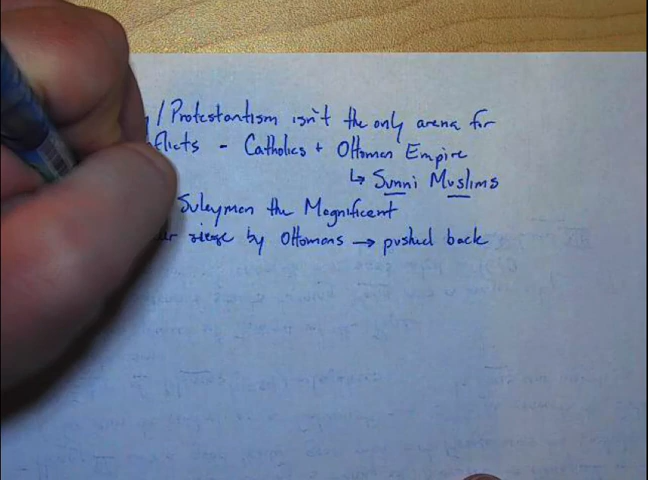 /Protestantism isn't the only arena for
flicts - Catholics + Ottoman Empire
↳ Sunni Muslims
Suleyman the Magnificent
siege by Ottomans → pushed back